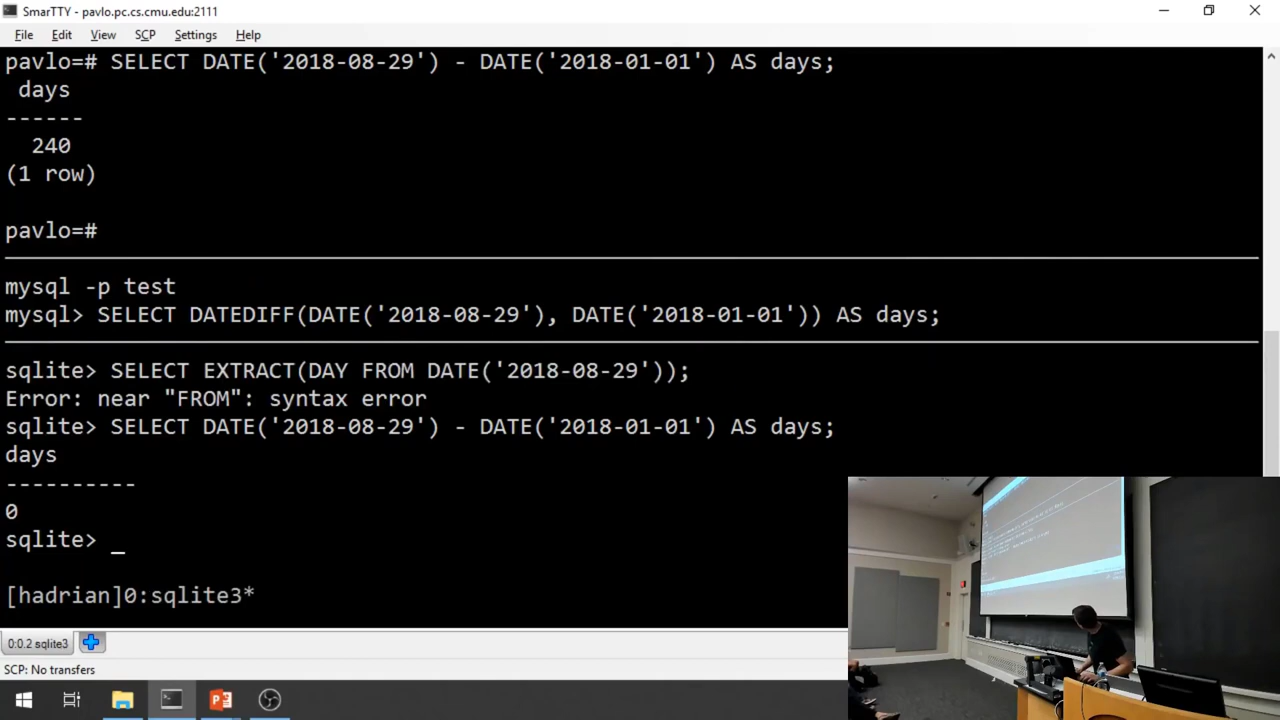 SmarTTY - pavlo.pc.cs.cmu.edu:2111
File Edit View SCP Settings Help
pavlo=# SELECT DATE('2018-08-29') - DATE('2018-01-01') AS days;
days
------
240
(1 row)
pavlo=#
mysql -p test
mysql> SELECT DATEDIFF(DATE('2018-08-29'), DATE('2018-01-01')) AS days;
sqlite> SELECT EXTRACT(DAY FROM DATE('2018-08-29'));
Error: near "FROM": syntax error
sqlite> SELECT DATE('2018-08-29') - DATE('2018-01-01') AS days;
days
----------
0
sqlite> _
[hadrian]0:sqlite3*
0:0.2 sqlite3
SCP: No transfers